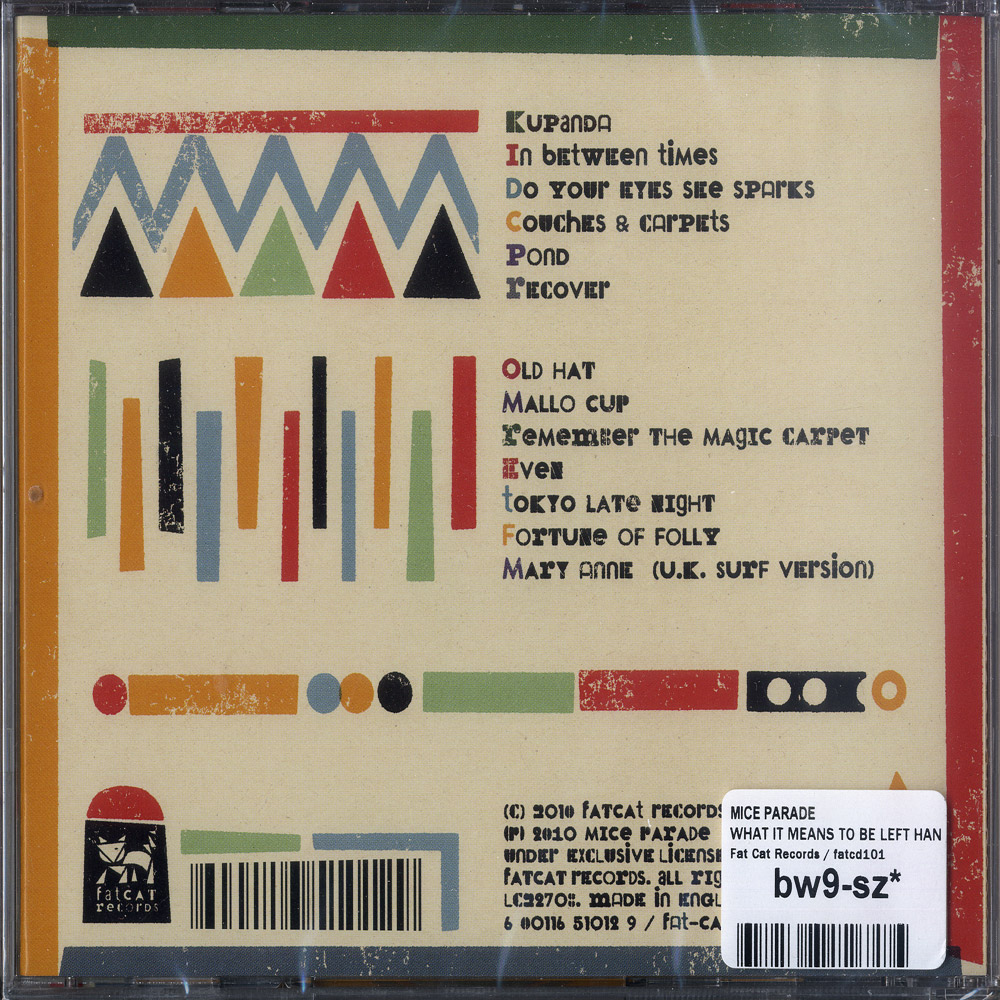 Kupanda
In between times
Do your eyes see sparks
Couches & carpets
Pond
recover
Old hat
Mallo cup
remember the magic carpet
Even
tokyo late night
Fortune of folly
Mary Anne (U.K. surf version)
fatcat
records
(C) 2010 fatcat records
(P) 2010 Mice Parade
under exclusive license
fatcat records. all
made in
6 00116 51012 9 / fat-ca
MICE PARADE
WHAT IT MEANS TO BE LEFT HAN
Fat Cat Records / fatcd101
bw9-sz*